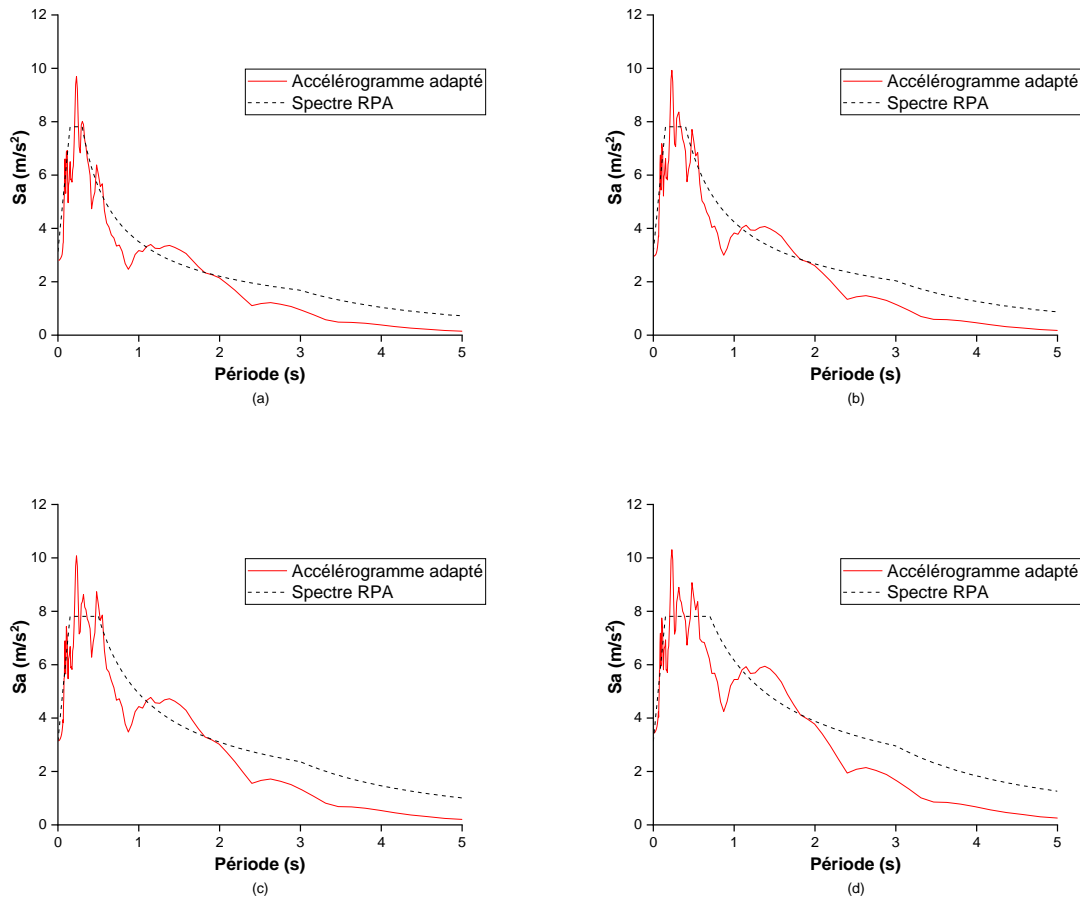 12
10
8
6
4
2
0
Sa (m/s²)
Accélérogramme adapté
Spectre RPA
0 1 2 3 4 5
Période (s)
(a)
12
10
8
6
4
2
0
Sa (m/s²)
Accélérogramme adapté
Spectre RPA
0 1 2 3 4 5
Période (s)
(b)
12
10
8
6
4
2
0
Sa (m/s²)
Accélérogramme adapté
Spectre RPA
0 1 2 3 4 5
Période (s)
(c)
12
10
8
6
4
2
0
Sa (m/s²)
Accélérogramme adapté
Spectre RPA
0 1 2 3 4 5
Période (s)
(d)